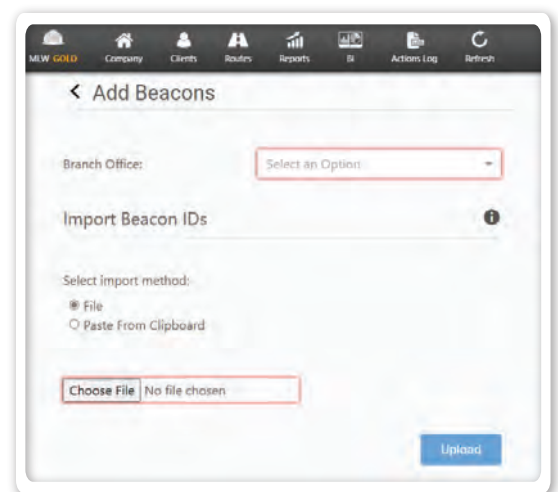 MLW GOLD Company Clients Routes Reports BI Actions Log Refresh
Add Beacons
Branch Office: Select an Option
Import Beacon IDs
Select import method:
File
Paste From Clipboard
Choose File No file chosen
Upload